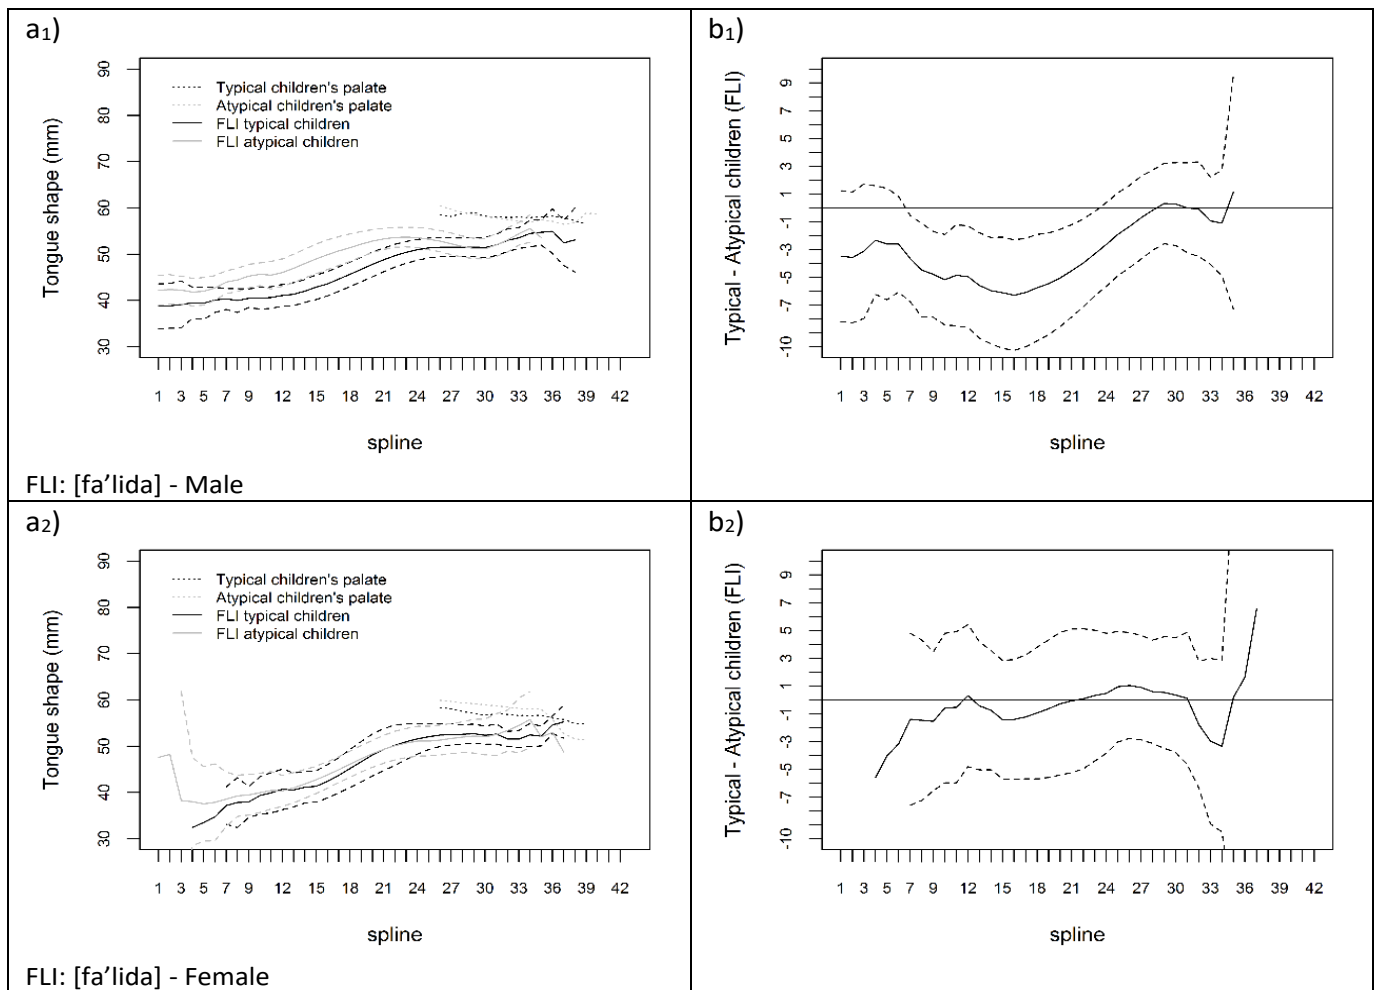 a1)
90
80
70
60
50
40
30
Tongue shape (mm)
Typical children's palate
Atypical children's palate
FLI typical children
FLI atypical children
1 3 5 7 9 12 15 18 21 24 27 30 33 36 39 42
spline
FLI: [fa'lida] - Male
b1)
9
7
5
3
1
-1
-3
-5
-7
-10
Typical - Atypical children (FLI)
1 3 5 7 9 12 15 18 21 24 27 30 33 36 39 42
spline
a2)
90
80
70
60
50
40
30
Tongue shape (mm)
Typical children's palate
Atypical children's palate
FLI typical children
FLI atypical children
1 3 5 7 9 12 15 18 21 24 27 30 33 36 39 42
spline
FLI: [fa'lida] - Female
b2)
9
7
5
3
1
-1
-3
-5
-7
-10
Typical - Atypical children (FLI)
1 3 5 7 9 12 15 18 21 24 27 30 33 36 39 42
spline